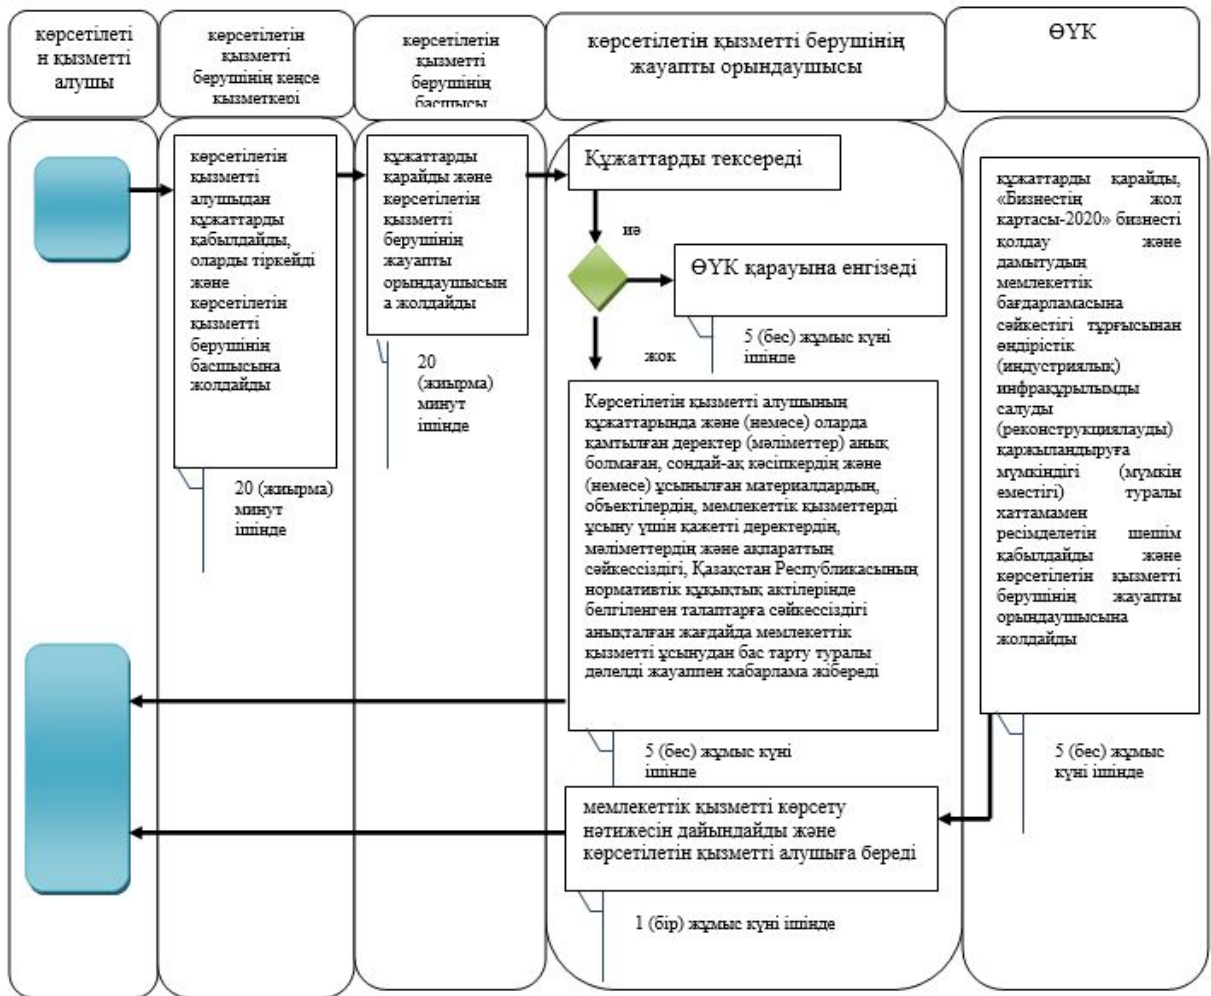 көрсетілеті
н қызметті
алушы
көрсетілетін
қызметті
берушінің кеңсе
қызметкері
көрсетілетін
қызметті
берушінің
басшысы
көрсетілетін қызметті берушінің
жауапты орындаушысы
ӨҮК
көрсетілетін
қызметті
алушыдан
құжаттарды
қабылдайды,
оларды тіркейді
және
көрсетілетін
қызметті
берушінің
басшысына
жолдайды
20 (жиырма)
минут
ішінде
құжаттарды
қарайды және
көрсетілетін
қызметті
берушінің
жауапты
орындаушысын
а жолдайды
20
(жиырма)
минут
ішінде
Құжаттарды тексереді
иә
ӨҮК қарауына енгізеді
5 (бес) жұмыс күні
ішінде
жок
Көрсетілетін қызметті алушының
құжаттарында және (немесе) оларда
қамтылған деректер (мәліметтер) анық
болмаған, сондай-ақ кәсіпкердің және
(немесе) ұсынылған материалдардың,
объектілердің, мемлекеттік қызметтерді
ұсыну үшін қажетті деректердің,
мәліметтердің және ақпараттың
сәйкессіздігі, Қазақстан Республикасының
нормативтік құқықтық актілерінде
белгіленген талаптарға сәйкессіздігі
анықталған жағдайда мемлекеттік
қызметті ұсынудан бас тарту туралы
дәлелді жауаппен хабарлама жібереді
5 (бес) жұмыс күні
ішінде
мемлекеттік қызметті көрсету
нәтижесін дайындайды және
көрсетілетін қызметті алушыға береді
1 (бір) жұмыс күні ішінде
құжаттарды қарайды,
«Бизнестің жол
картасы-2020» бизнесті
қолдау және
дамытудың
мемлекеттік
бағдарламасына
сәйкестігі тұрғысынан
өндірістік
(индустриялық)
инфрақұрылымды
салуды
(реконструкциялауды)
қаржыландыруға
мүмкіндігі (мүмкін
еместігі) туралы
хаттамамен
ресімделетін шешім
қабылдайды және
көрсетілетін қызметті
берушінің жауапты
орындаушысына
жолдайды
5 (бес) жұмыс
күні ішінде